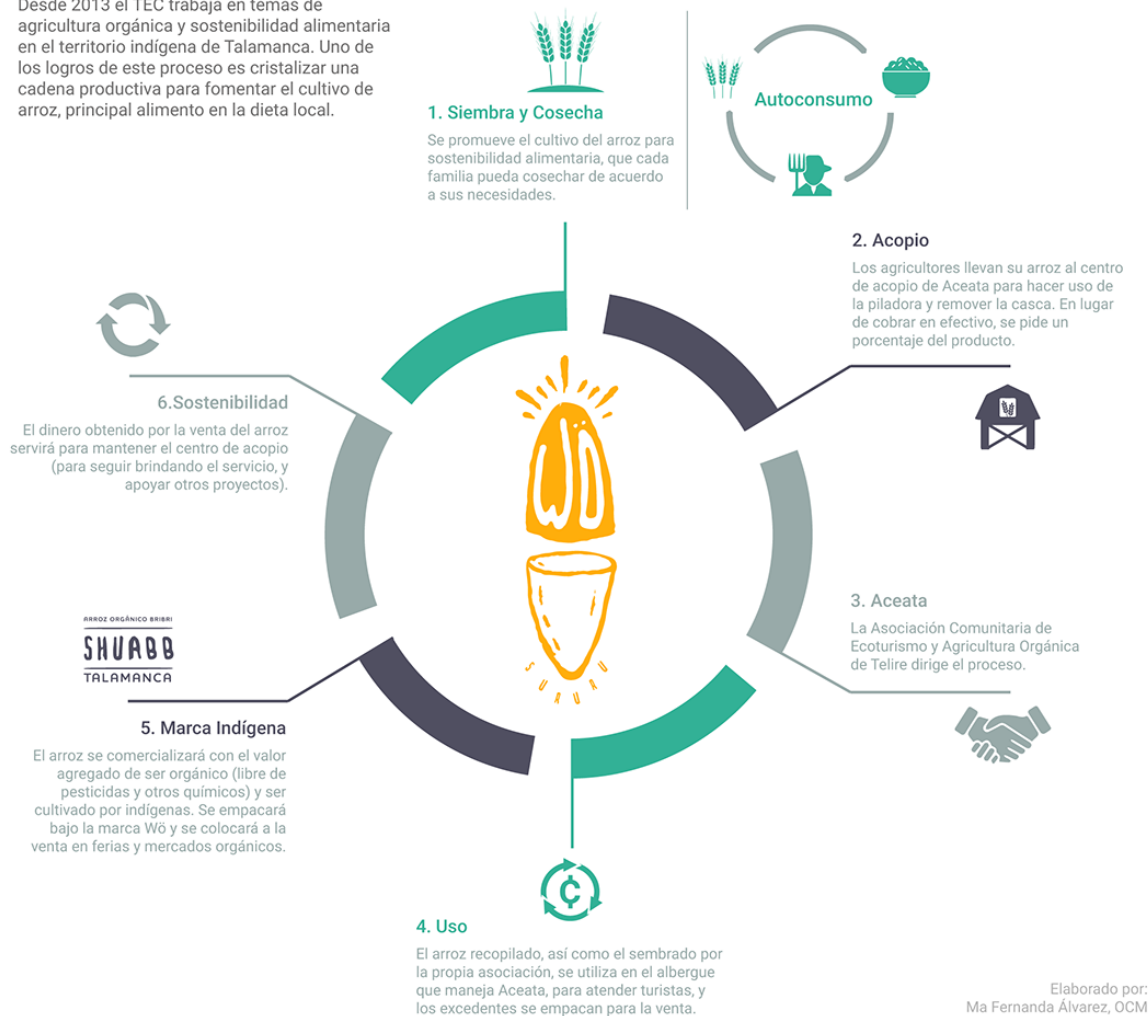 Desde 2013 el TEC trabaja en temas de
agricultura orgánica y sostenibilidad alimentaria
en el territorio indígena de Talamanca. Uno de
los logros de este proceso es cristalizar una
cadena productiva para fomentar el cultivo de
arroz, principal alimento en la dieta local.
1. Siembra y Cosecha
Se promueve el cultivo del arroz para
sostenibilidad alimentaria, que cada
familia pueda cosechar de acuerdo
a sus necesidades.
Autoconsumo
2. Acopio
Los agricultores llevan su arroz al centro
de acopio de Aceata para hacer uso de
la piladora y remover la casca. En lugar
de cobrar en efectivo, se pide un
porcentaje del producto.
3. Aceata
La Asociación Comunitaria de
Ecoturismo y Agricultura Orgánica
de Telire dirige el proceso.
4. Uso
El arroz recopilado, así como el sembrado por
la propia asociación, se utiliza en el albergue
que maneja Aceata, para atender turistas, y
los excedentes se empacan para la venta.
ARROZ ORGÁNICO BRIBRI
SHUABB
TALAMANCA
5. Marca Indígena
El arroz se comercializará con el valor
agregado de ser orgánico (libre de
pesticidas y otros químicos) y ser
cultivado por indígenas. Se empacará
bajo la marca Wö y se colocará a la
venta en ferias y mercados orgánicos.
6.Sostenibilidad
El dinero obtenido por la venta del arroz
servirá para mantener el centro de acopio
(para seguir brindando el servicio, y
apoyar otros proyectos).
WÖ
SURURU
₵
Elaborado por:
Ma Fernanda Álvarez, OCM